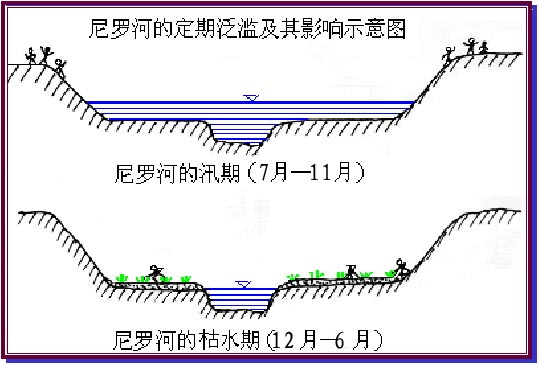 尼罗河的定期泛滥及其影响示意图
尼罗河的汛期（7月—11月）
尼罗河的枯水期（12月—6月）